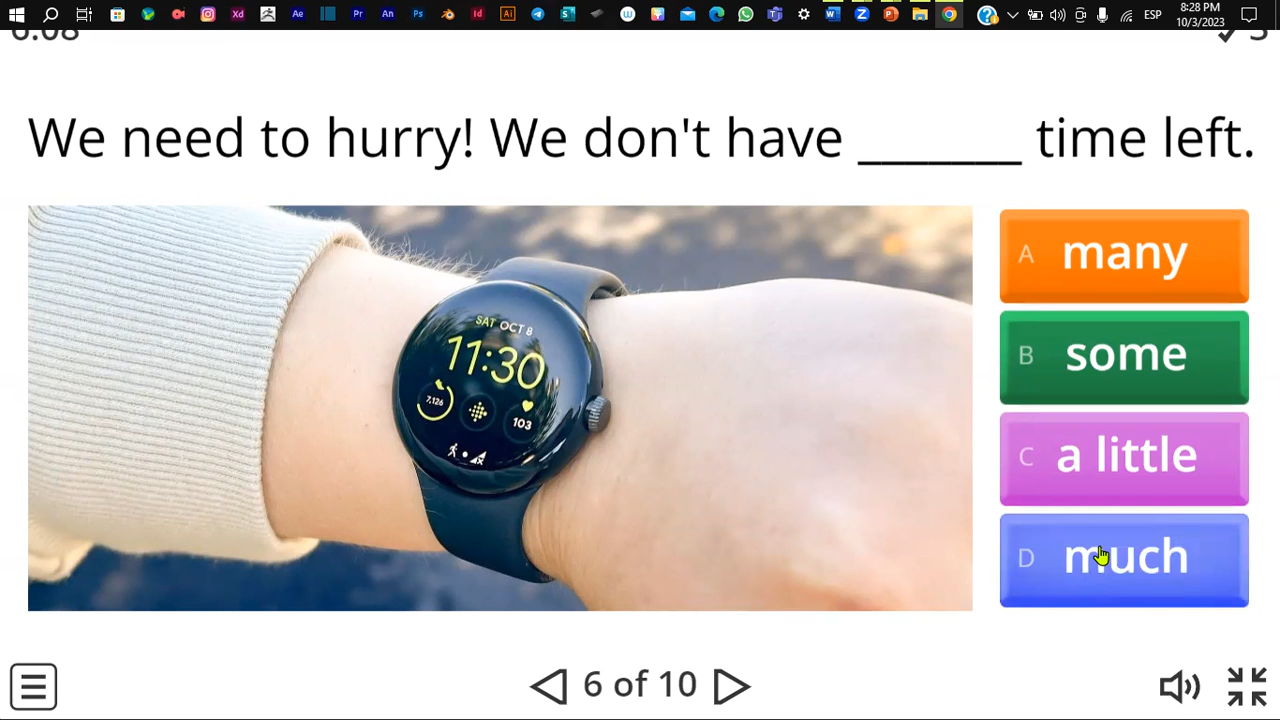 8:28 PM
ESP
10/3/2023
We need to hurry! We don't have _______ time left.
SAT OCT 8
11:30
7,126
103
A many
B some
C a little
D much
6 of 10